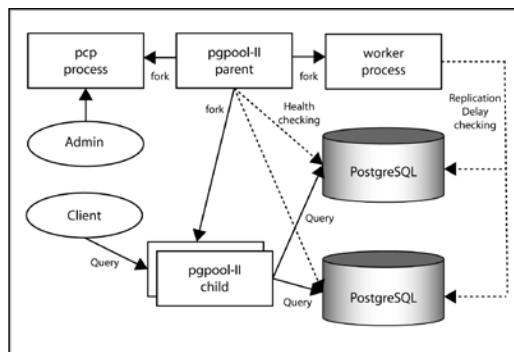 pcp
process
fork
pgpool-II
parent
fork
worker
process
fork
Health
checking
Replication
Delay
checking
Admin
PostgreSQL
Client
Query
Query
pgpool-II
child
Query
PostgreSQL